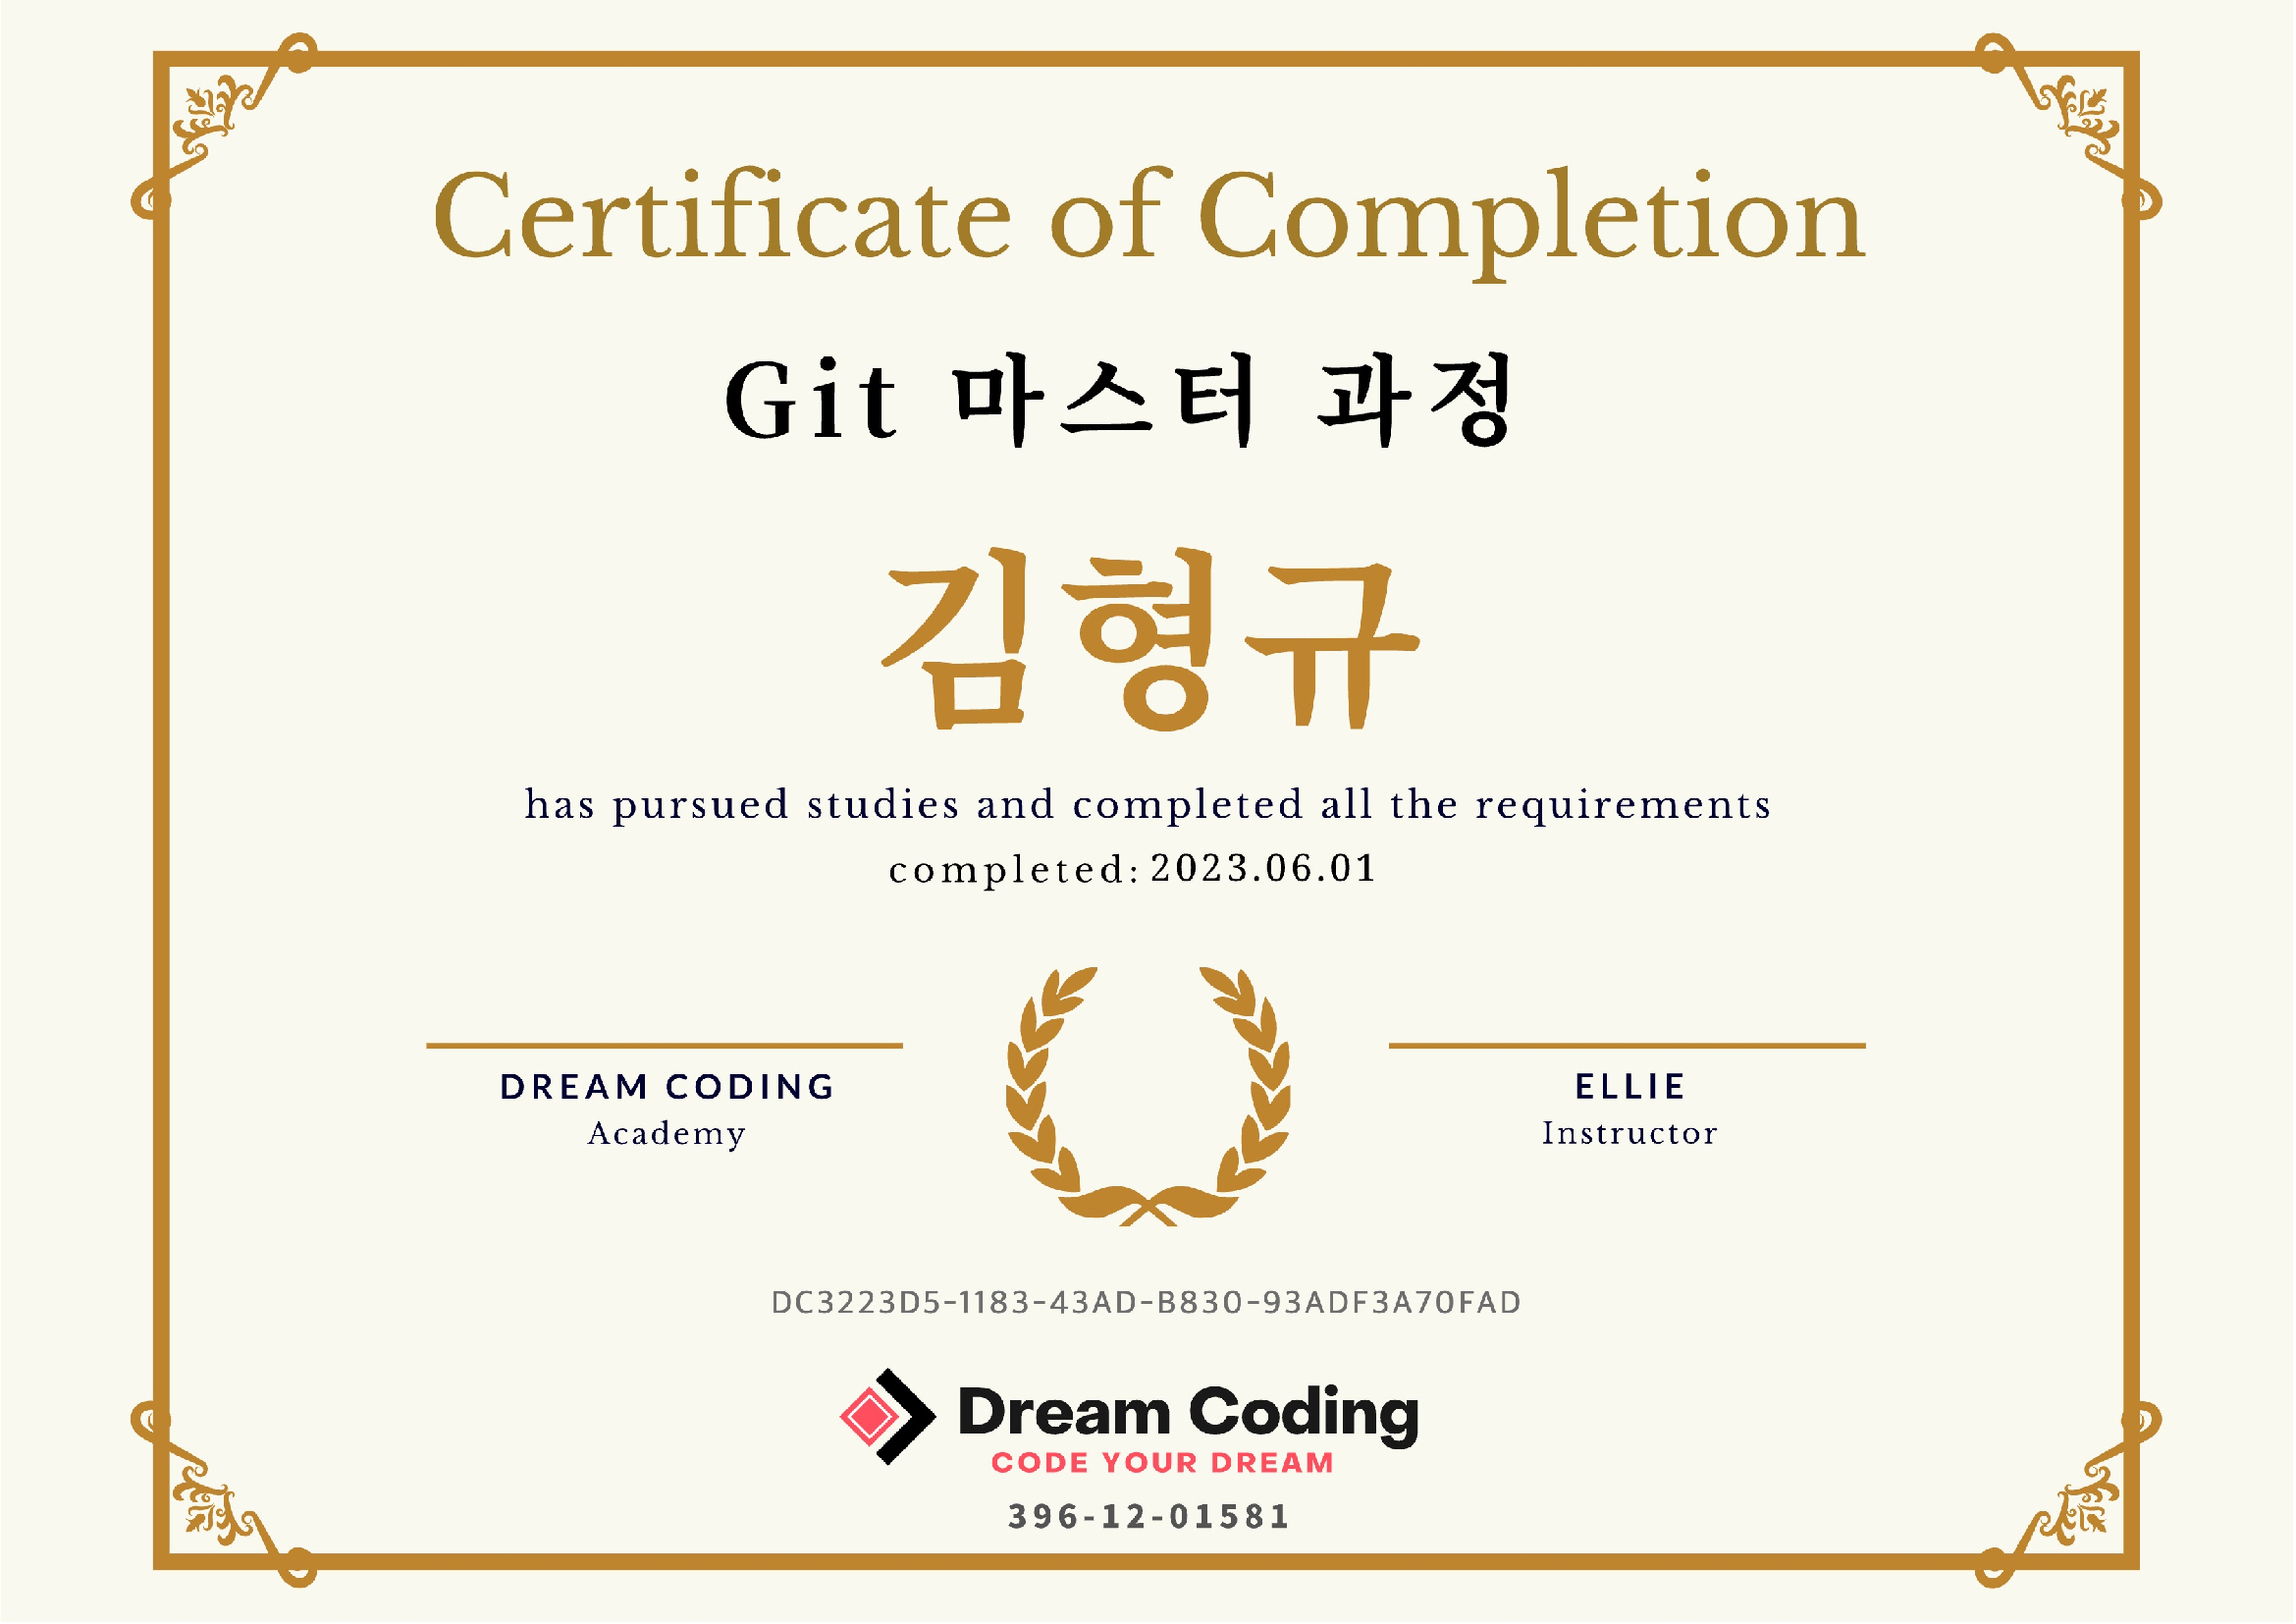 Certificate of Completion
Git 마스터 과정
김형규
has pursued studies and completed all the requirements
completed: 2023.06.01
DREAM CODING
Academy
ELLIE
Instructor
DC3223D5-1183-43AD-B830-93ADF3A70FAD
Dream Coding
CODE YOUR DREAM
396-12-01581